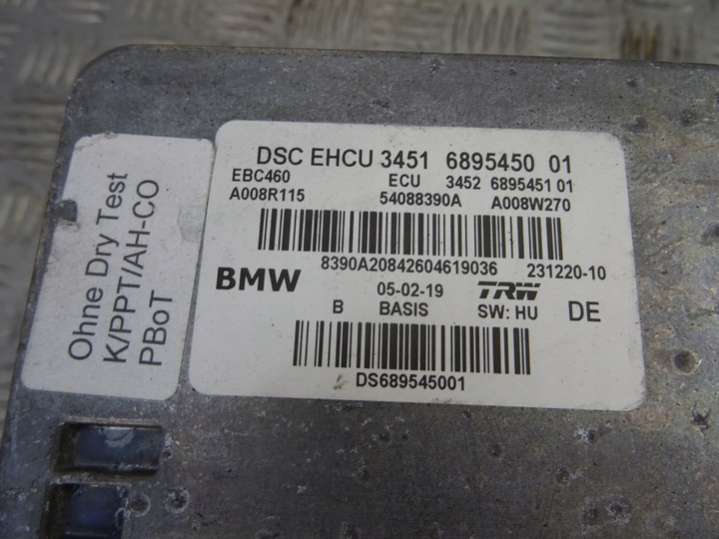 DSC EHCU 3451 6895450 01
EBC460 ECU 3452 6895451 01
A008R115 54088390A A008W270
8390A20842604619036 231220-10
BMW 05-02-19 TRW
B BASIS SW: HU DE
DS689545001
Ohne Dry Test
K/PPT/AH-CO
PBoT